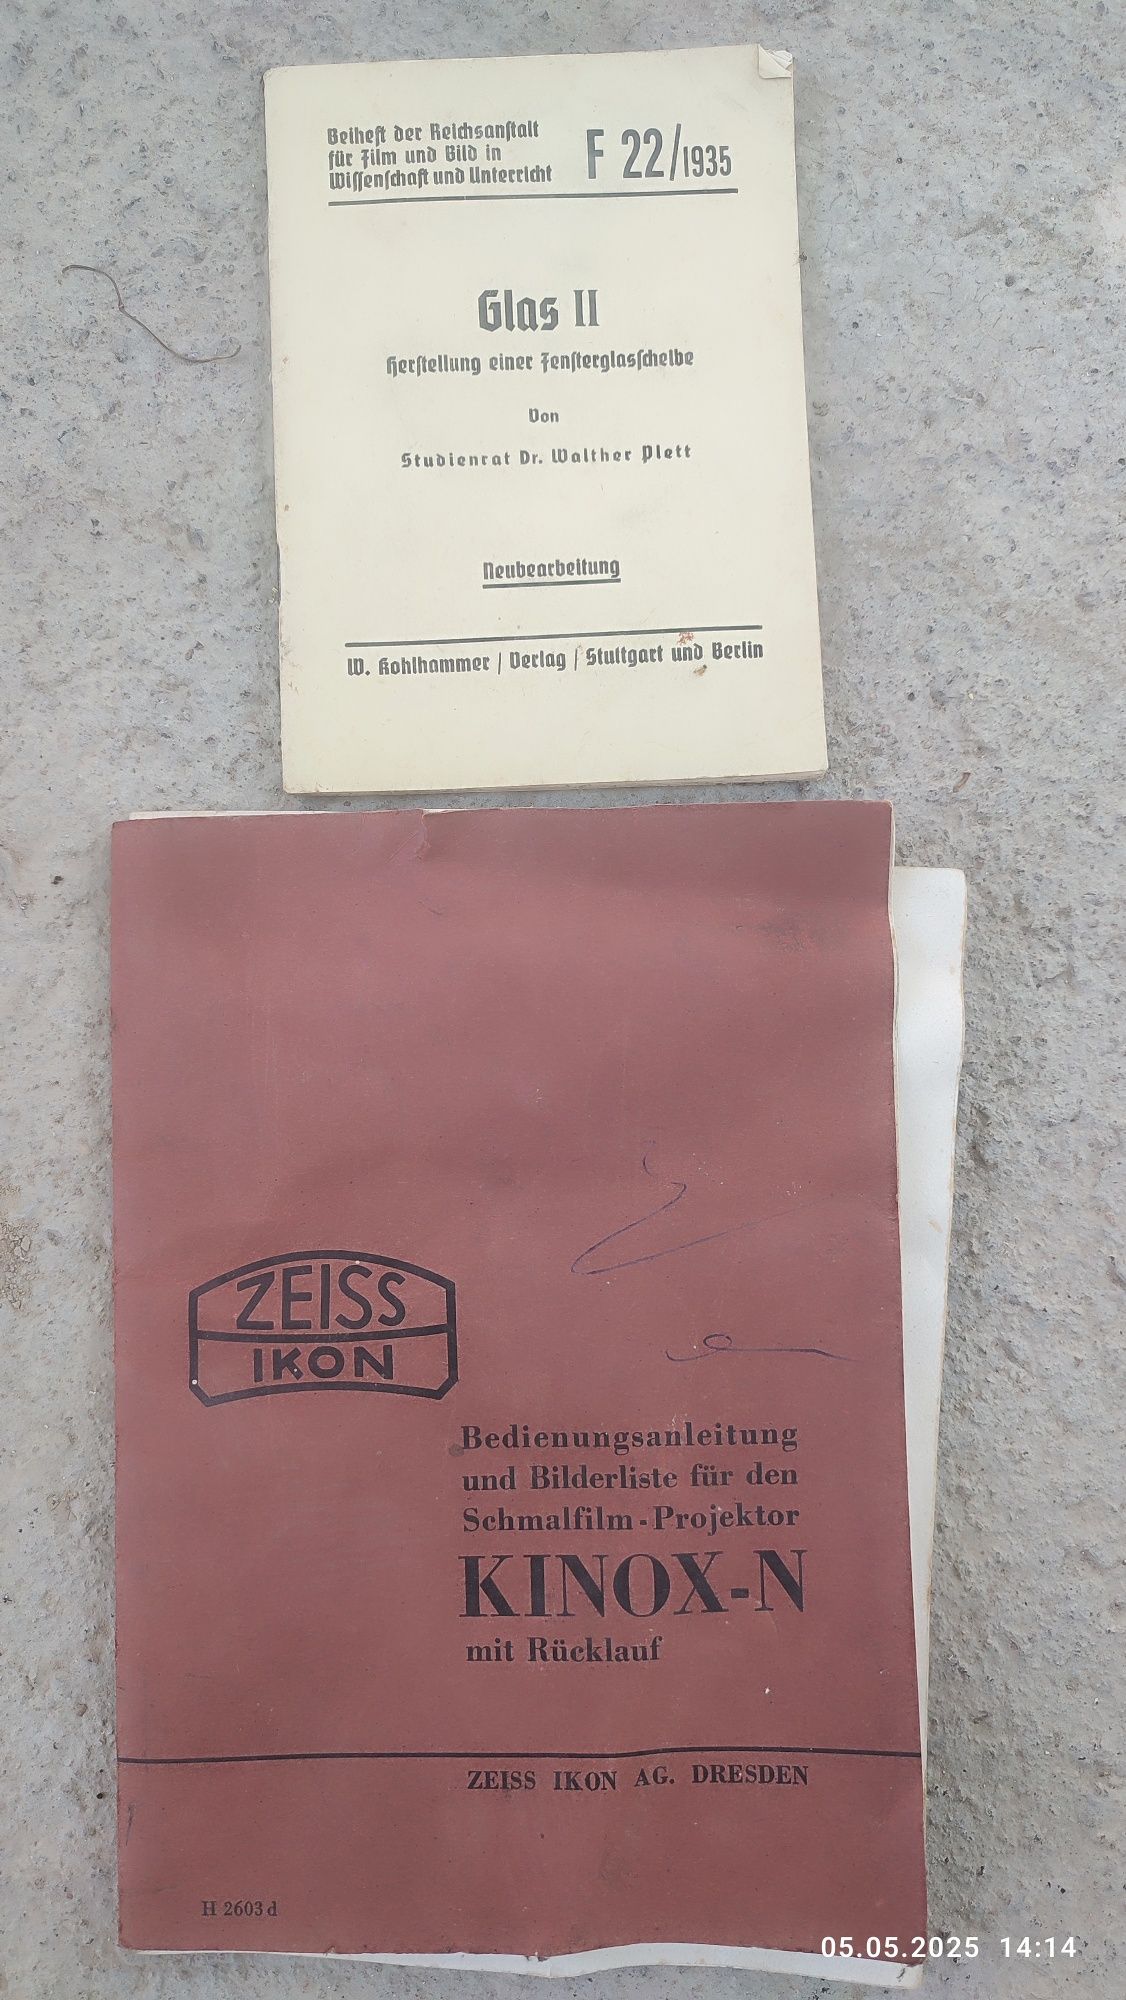 Beiheft der Reichsanstalt
für Film und Bild in
Wissenschaft und Unterricht
F 22/1935
Glas II
Herstellung einer Fensterglasscheibe
Von
Studienrat Dr. Walther Plett
Neubearbeitung
W. Kohlhammer / Verlag / Stuttgart und Berlin
ZEISS
IKON
Bedienungsanleitung
und Bilderliste für den
Schmalfilm-Projektor
KINOX-N
mit Rücklauf
ZEISS IKON AG. DRESDEN
H 2603 d
05.05.2025 14:14